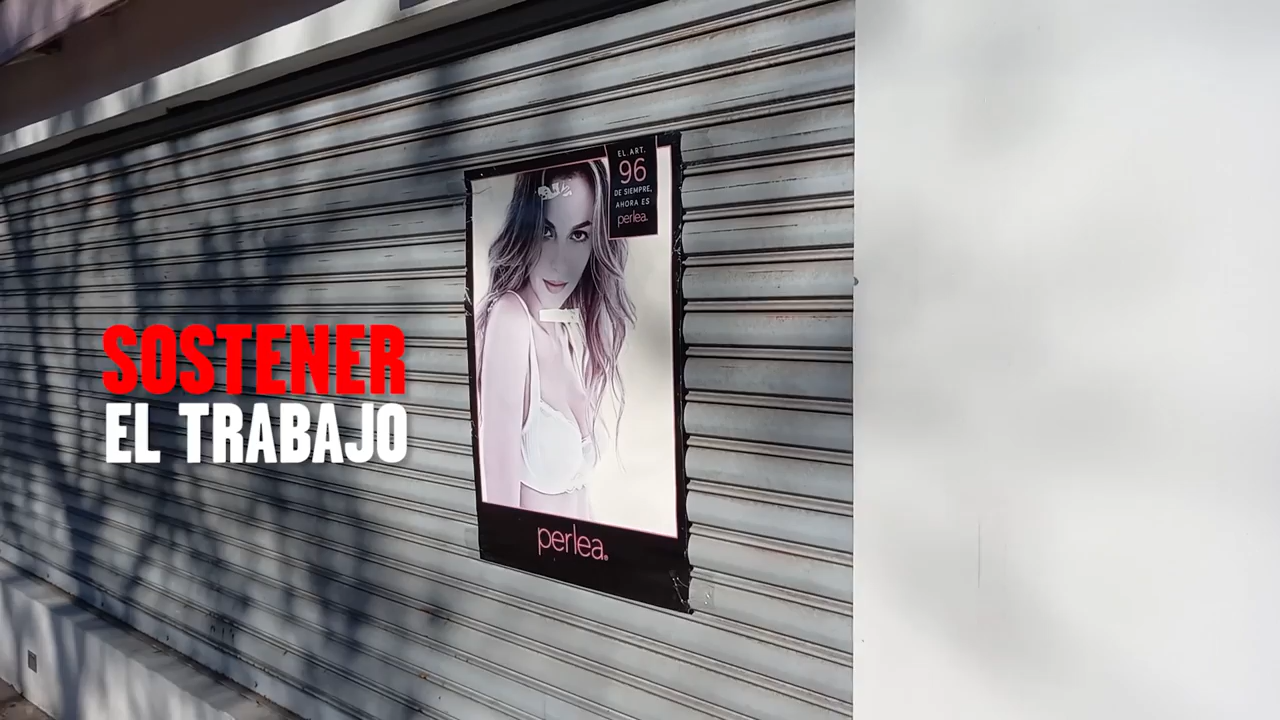 SOSTENER
EL TRABAJO
EL ART.
96
DE SIEMPRE,
AHORA ES
perlea.
perlea.